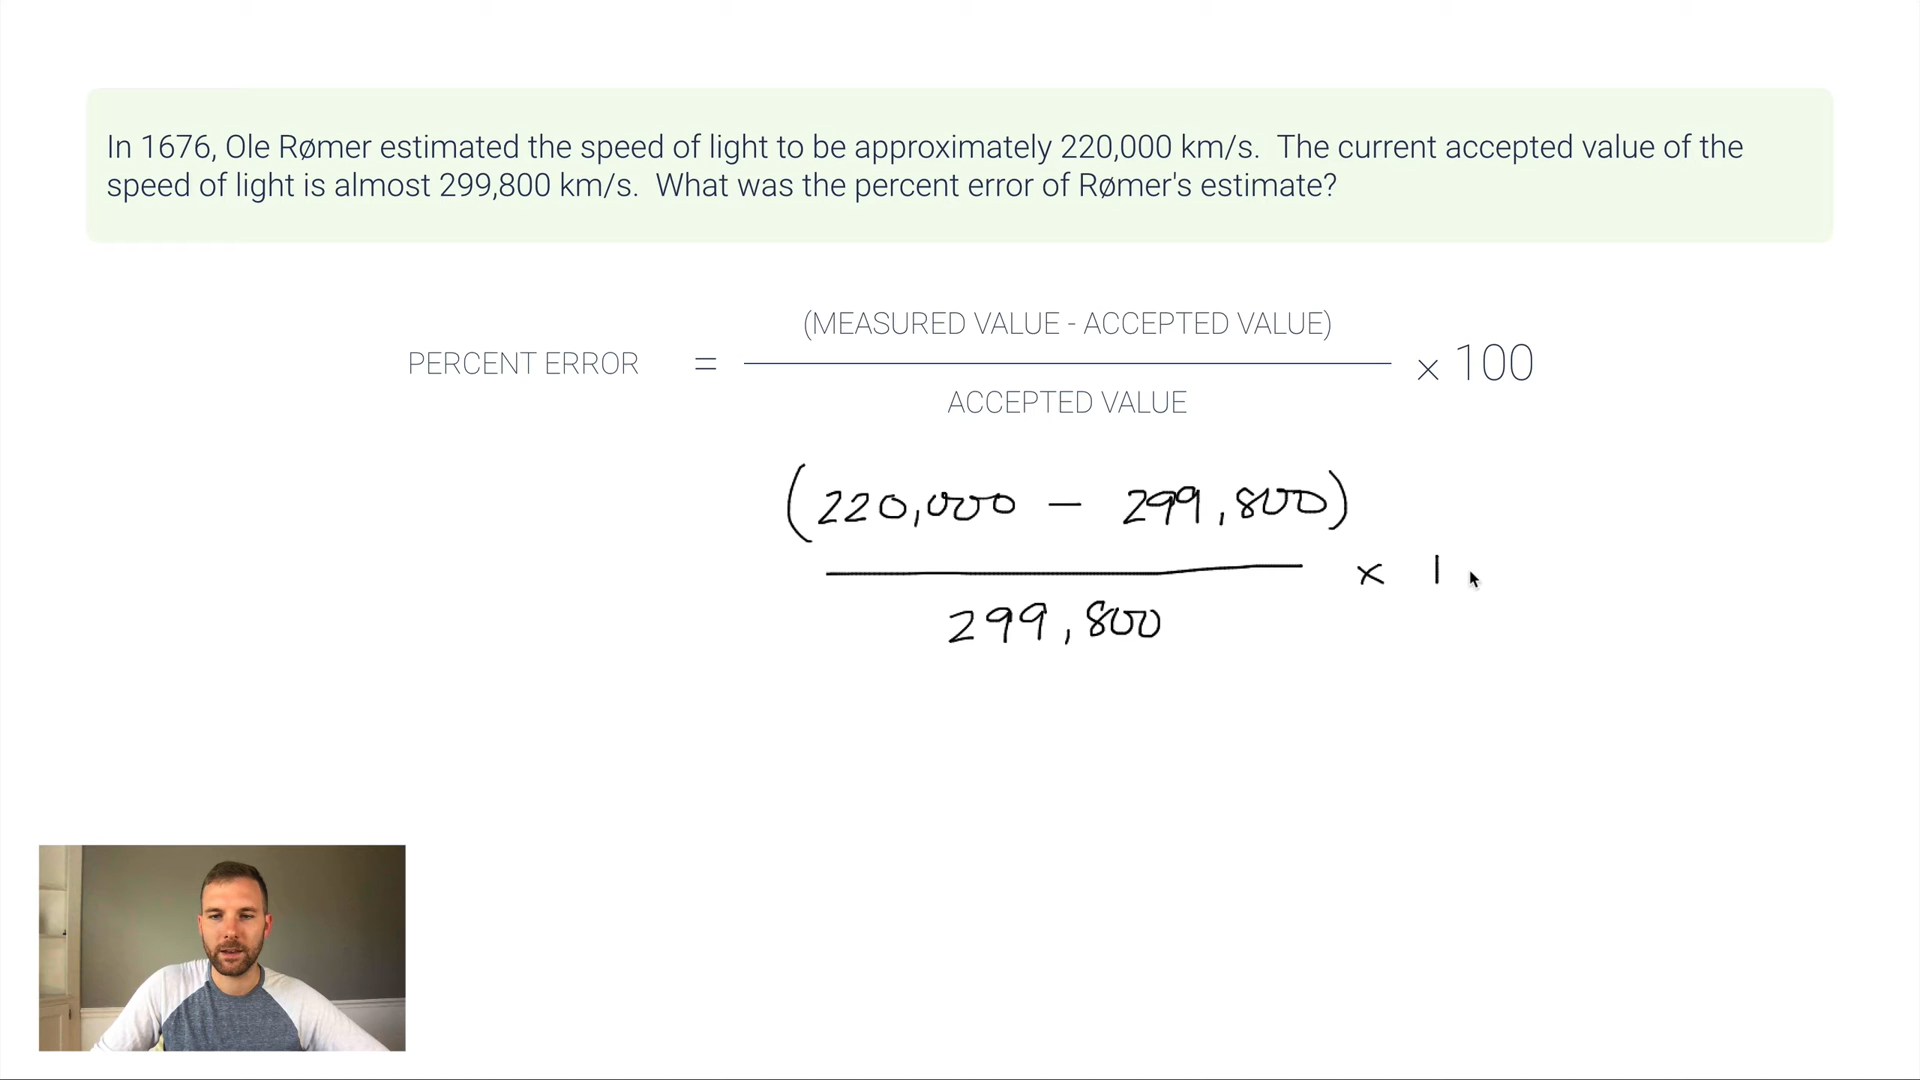 In 1676, Ole Rømer estimated the speed of light to be approximately 220,000 km/s. The current accepted value of the
speed of light is almost 299,800 km/s. What was the percent error of Rømer's estimate?
(MEASURED VALUE - ACCEPTED VALUE)
PERCENT ERROR = × 100
ACCEPTED VALUE
(220,000 - 299,800)
× 1
299,800